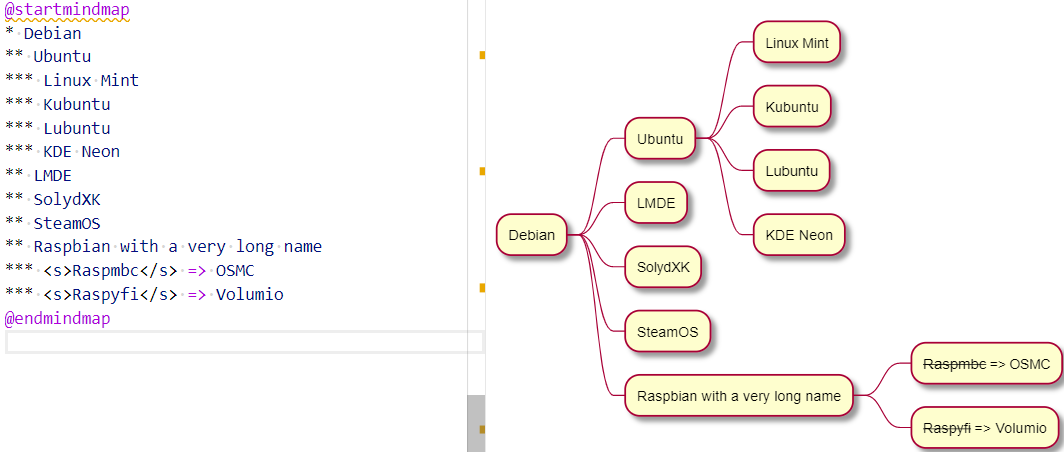 @startmindmap
* Debian
** Ubuntu
*** Linux Mint
*** Kubuntu
*** Lubuntu
*** KDE Neon
** LMDE
** SolydXK
** SteamOS
** Raspbian with a very long name
*** <s>Raspmbc</s> => OSMC
*** <s>Raspyfi</s> => Volumio
@endmindmap
Debian
Ubuntu
Linux Mint
Kubuntu
Lubuntu
KDE Neon
LMDE
SolydXK
SteamOS
Raspbian with a very long name
Raspmbc => OSMC
Raspyfi => Volumio